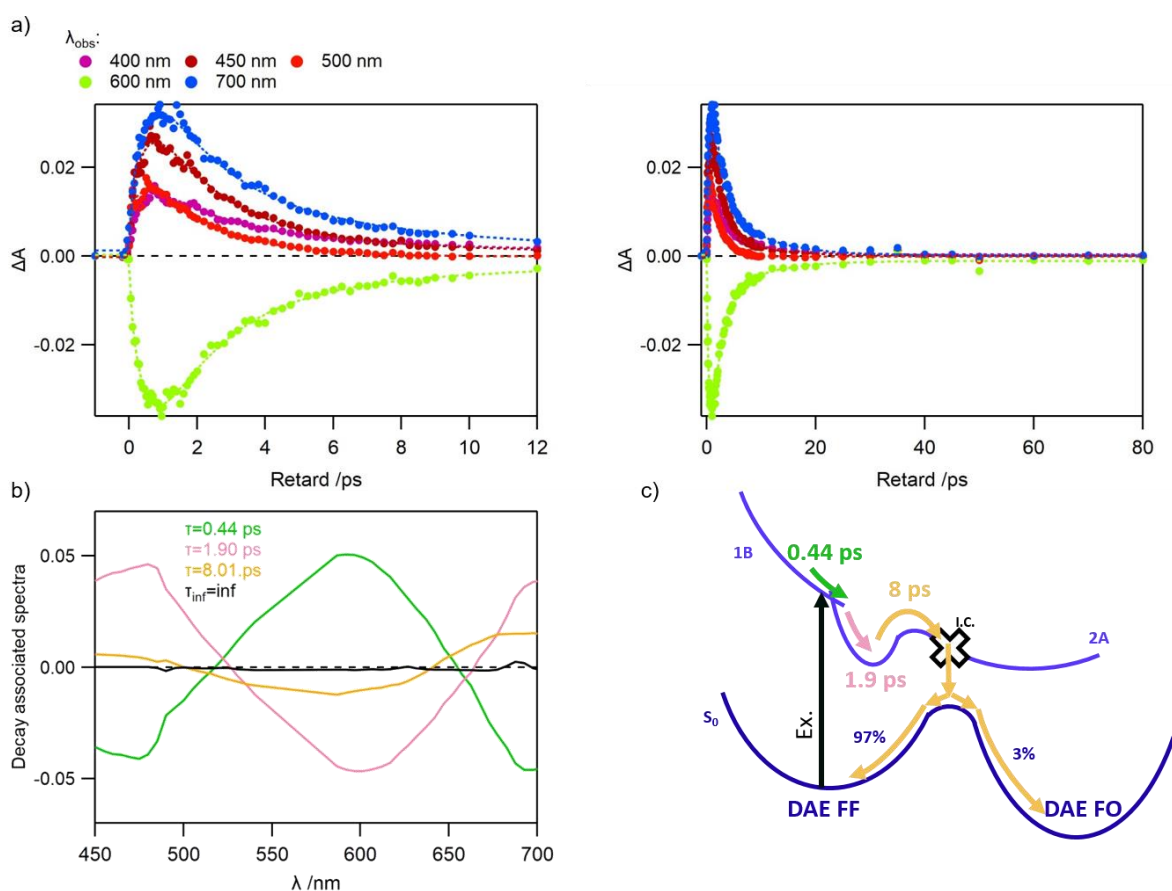 a)
λobs:
400 nm 450 nm 500 nm
600 nm 700 nm
0.02
0.00
-0.02
ΔA
0 2 4 6 8 10 12
Retard /ps
0.02
0.00
-0.02
ΔA
0 20 40 60 80
Retard /ps
b)
τ=0.44 ps
τ=1.90 ps
τ=8.01.ps
τinf=inf
0.05
0.00
-0.05
Decay associated spectra
450 500 550 600 650 700
λ /nm
c)
1B
0.44 ps
8 ps
I.C.
2A
1.9 ps
S0
Ex.
97%
3%
DAE FF
DAE FO